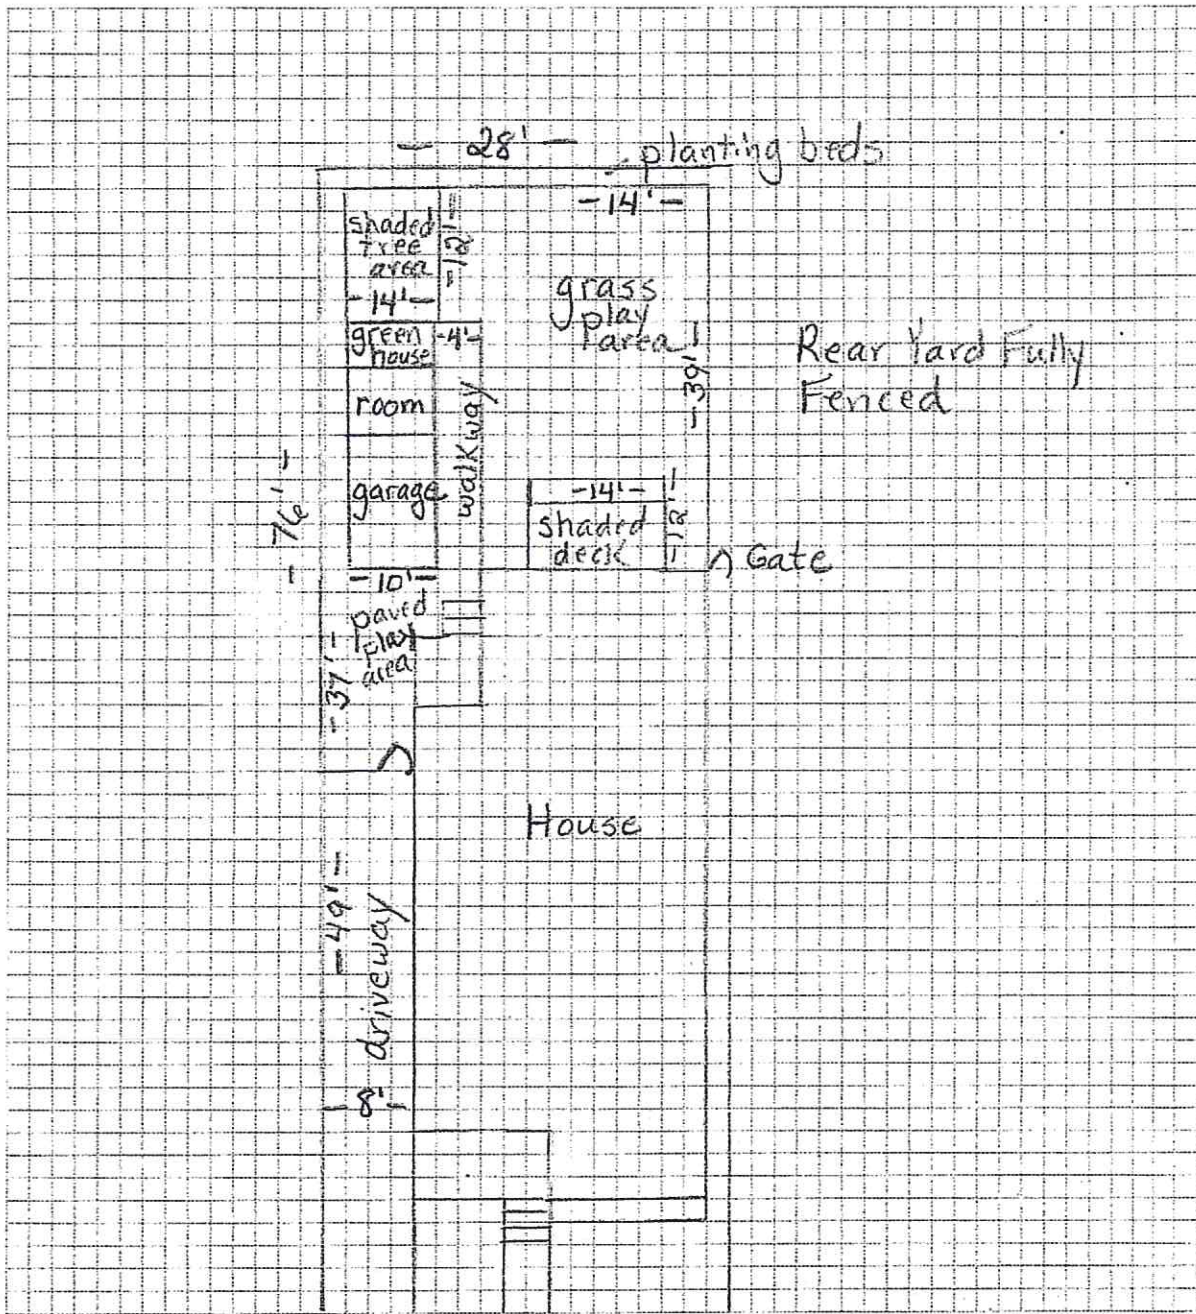 - 28' -
planting beds
- 14' -
shaded
tree
area
- 12' -
- 14' -
grass
play
area
green
house
- 4' -
- 39' -
Rear Yard Fully
Fenced
room
walkway
- 76' -
garage
- 14' -
shaded
deck
- 12' -
Gate
- 10' -
paved
play
area
- 37' -
House
- 49' -
driveway
- 8' -